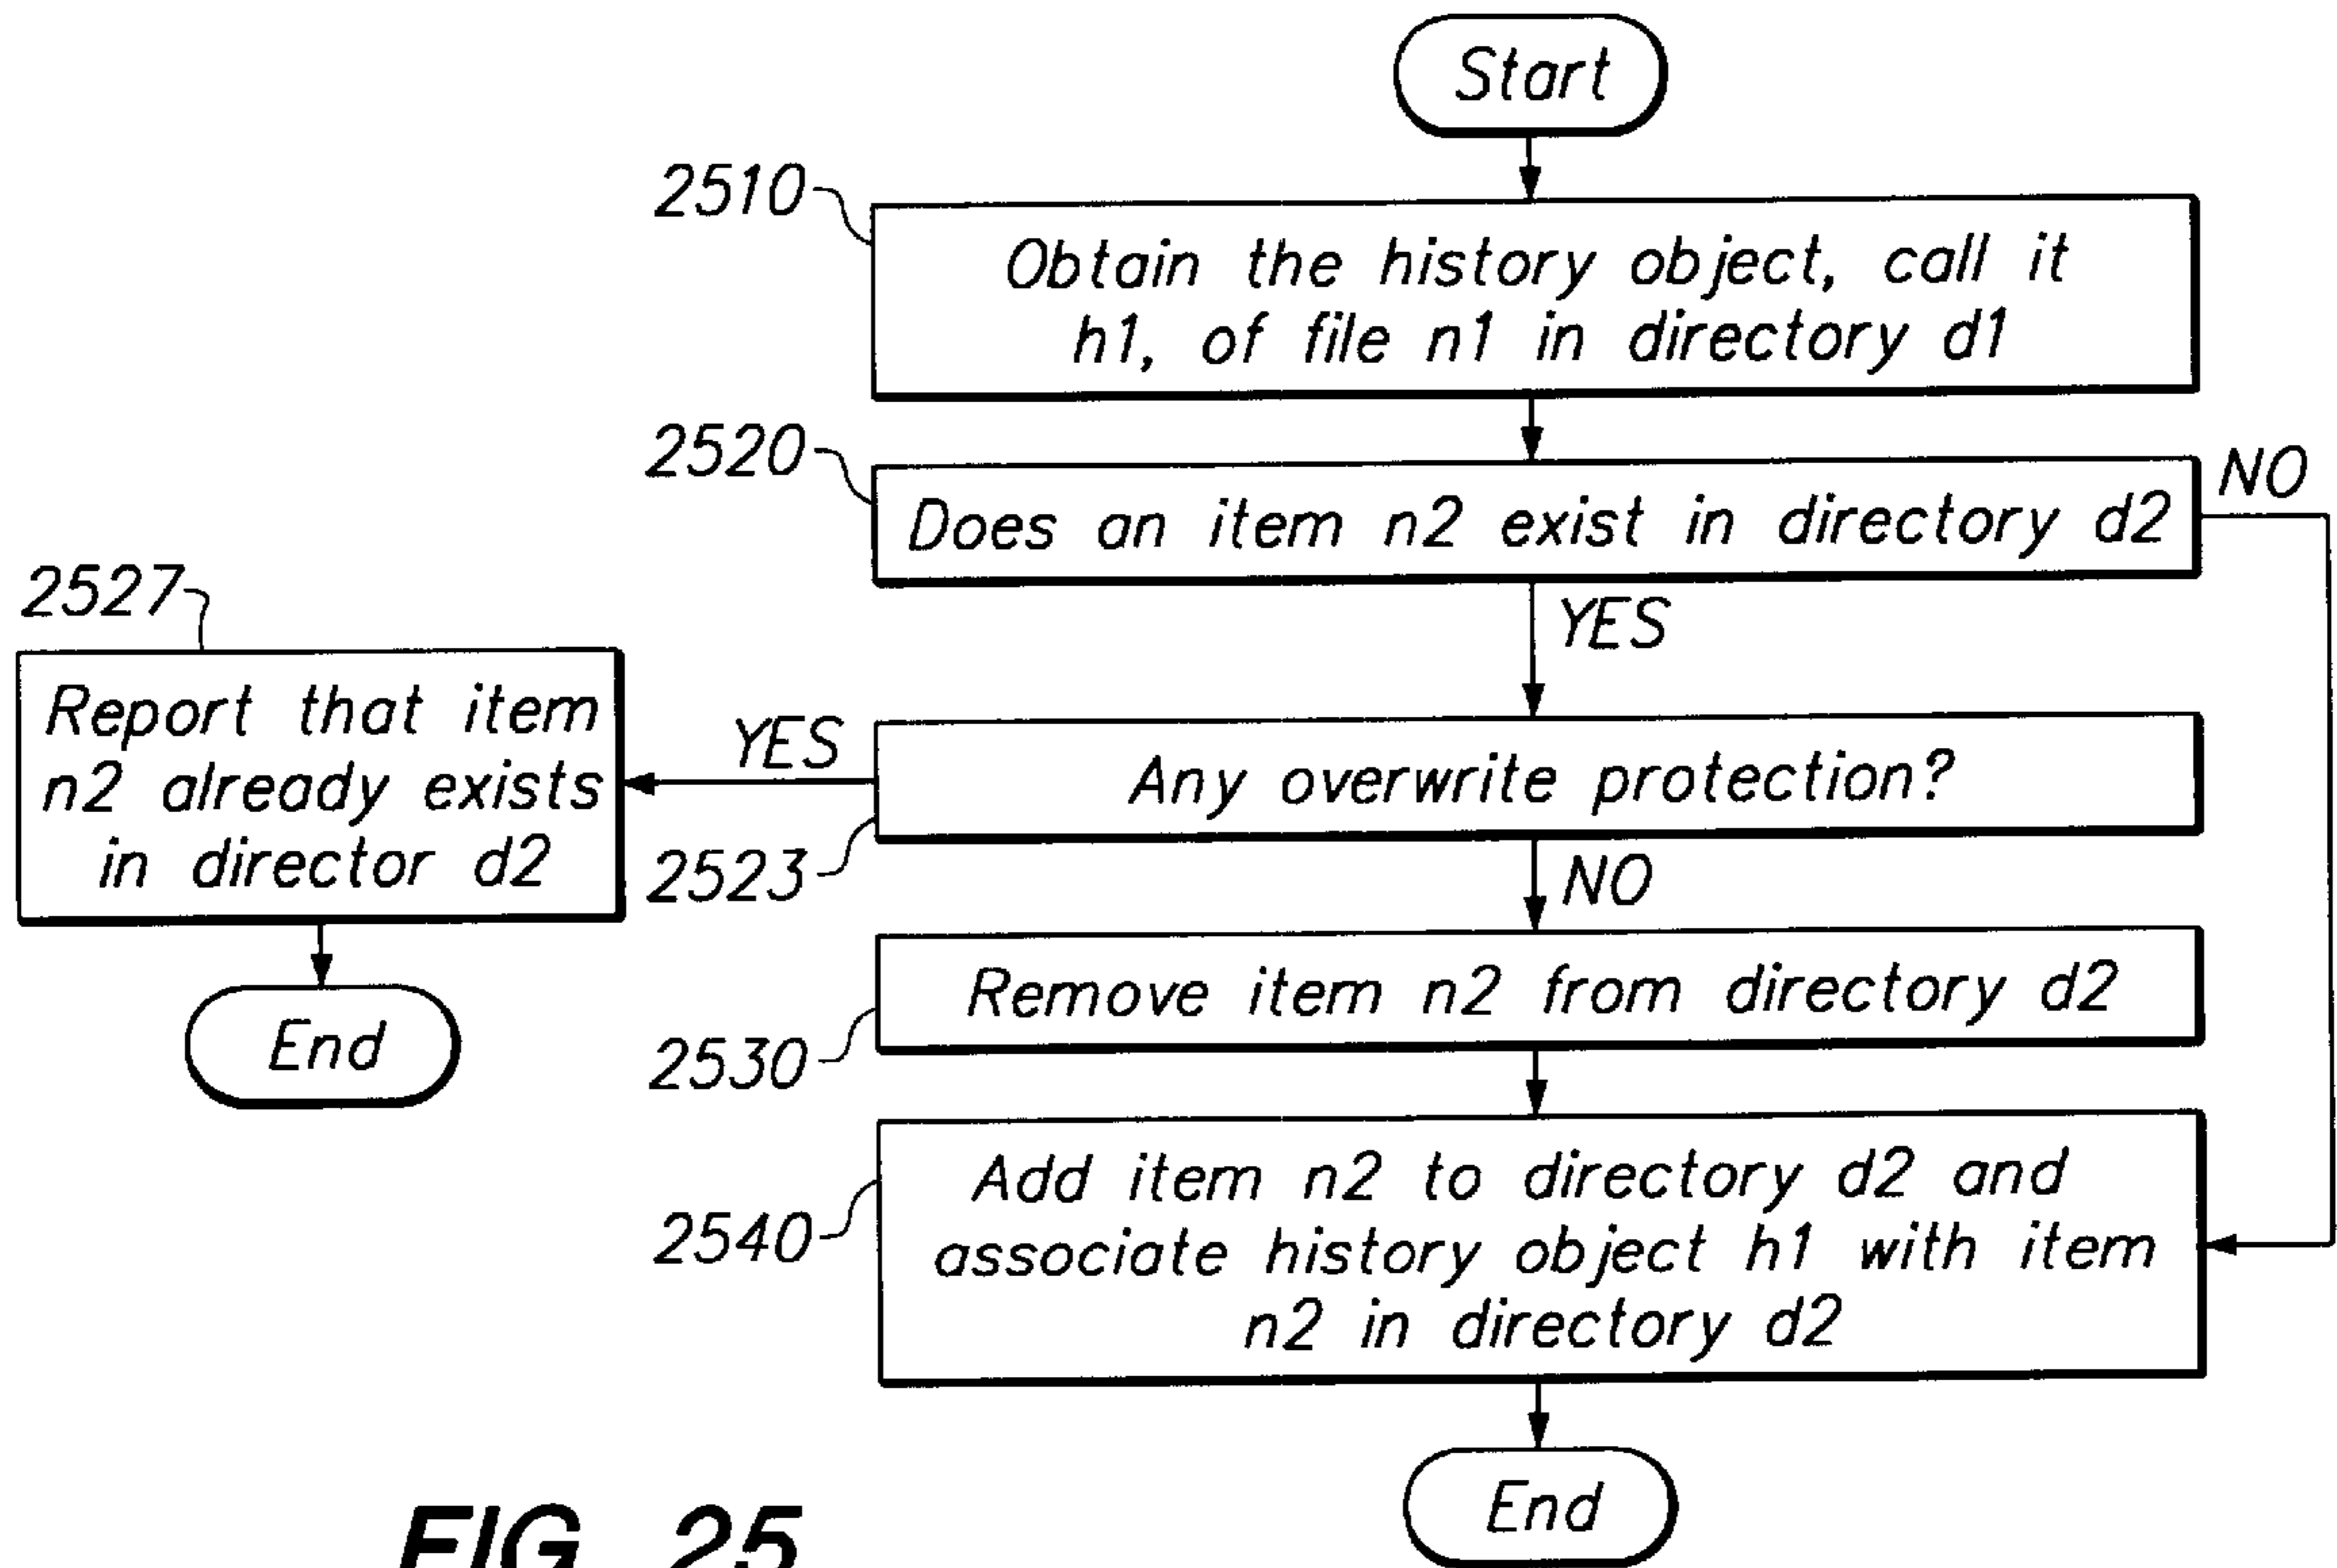 Start
2510
Obtain the history object, call it
h1, of file n1 in directory d1
2520
Does an item n2 exist in directory d2
NO
YES
2527
Report that item
n2 already exists
in director d2
End
YES
Any overwrite protection?
2523
NO
Remove item n2 from directory d2
2530
Add item n2 to directory d2 and
associate history object h1 with item
n2 in directory d2
2540
End
FIG. 25